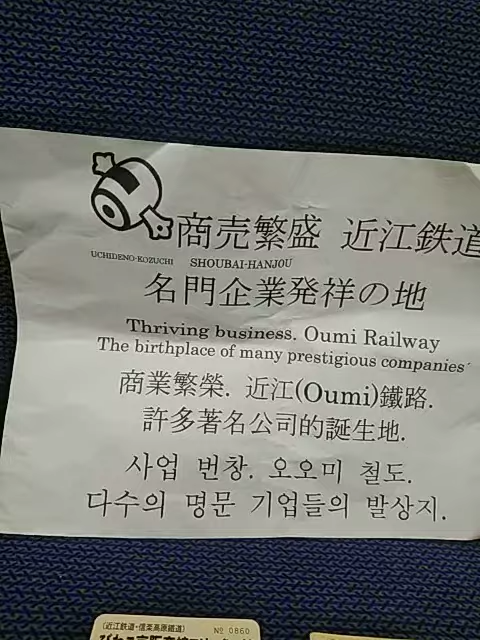 商売繁盛 近江鉄道
UCHIDENO-KOZUCHI SHOUBAI-HANJOU
名門企業発祥の地
Thriving business. Oumi Railway
The birthplace of many prestigious companies
商業繁榮. 近江(Oumi)鐵路.
許多著名公司的誕生地.
사업 번창. 오오미 철도.
다수의 명문 기업들의 발상지.
(近江鉄道・信楽高原鐵道)
№ 0860